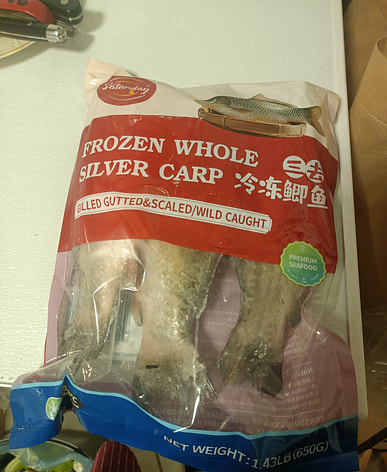 Saturday
FROZEN WHOLE
SILVER CARP
三去
冷冻鲫鱼
GILLED GUTTED&SCALED/WILD CAUGHT
PREMIUM
SEAFOOD
NET WEIGHT:1.43LB(650G)